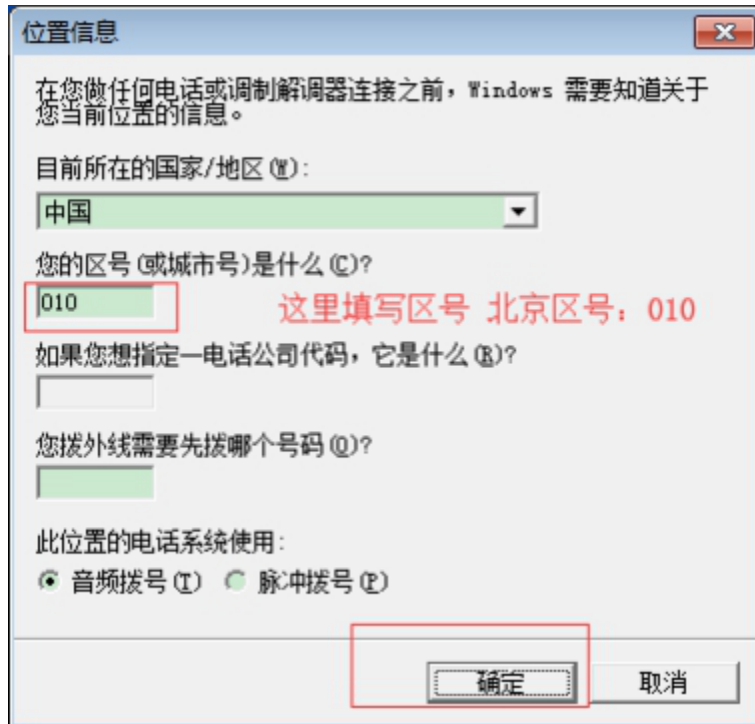 位置信息
在您做任何电话或调制解调器连接之前，Windows 需要知道关于
您当前位置的信息。
目前所在的国家/地区(W):
中国
您的区号(或城市号)是什么(C)?
010
这里填写区号 北京区号：010
如果您想指定一电话公司代码，它是什么(R)?
您拨外线需要先拨哪个号码(O)?
此位置的电话系统使用:
音频拨号(T) 脉冲拨号(P)
确定 取消